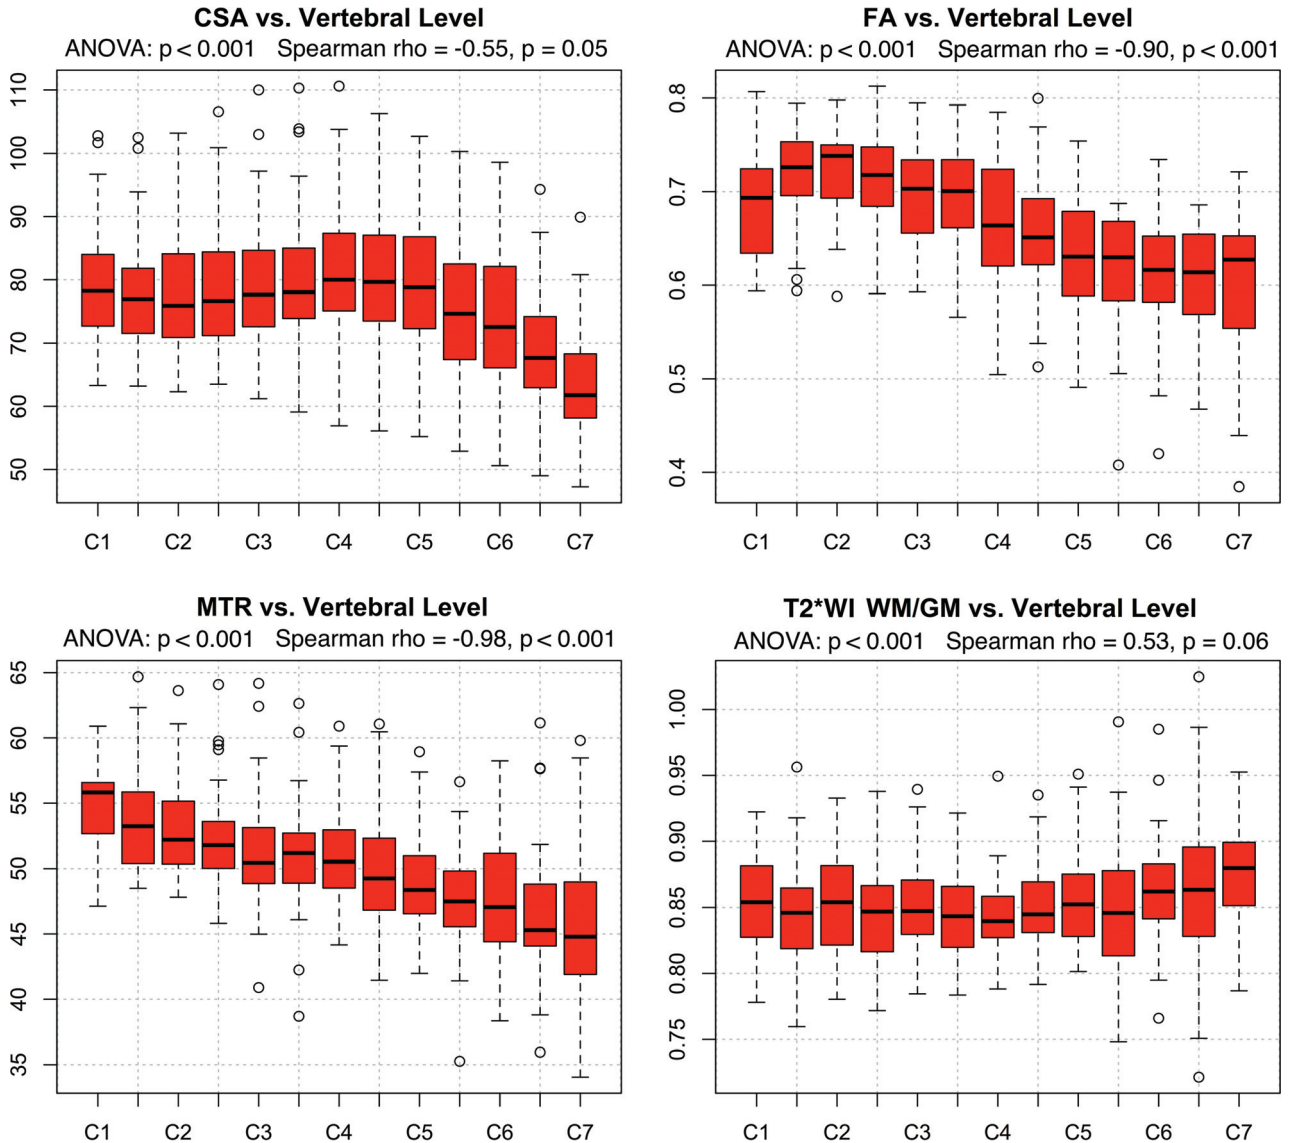 CSA vs. Vertebral Level
ANOVA: p < 0.001 Spearman rho = -0.55, p = 0.05
110
100
90
80
70
60
50
C1 C2 C3 C4 C5 C6 C7
FA vs. Vertebral Level
ANOVA: p < 0.001 Spearman rho = -0.90, p < 0.001
0.8
0.7
0.6
0.5
0.4
C1 C2 C3 C4 C5 C6 C7
MTR vs. Vertebral Level
ANOVA: p < 0.001 Spearman rho = -0.98, p < 0.001
65
60
55
50
45
40
35
C1 C2 C3 C4 C5 C6 C7
T2*WI WM/GM vs. Vertebral Level
ANOVA: p < 0.001 Spearman rho = 0.53, p = 0.06
1.00
0.95
0.90
0.85
0.80
0.75
C1 C2 C3 C4 C5 C6 C7